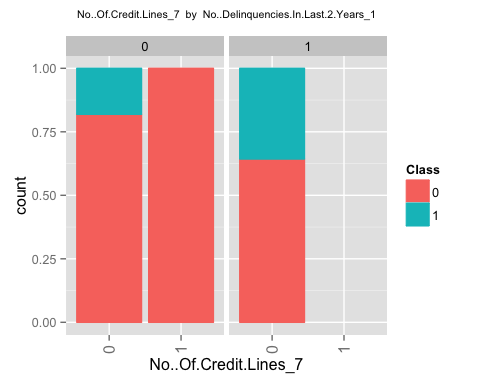 No..Of.Credit.Lines_7 by No..Delinquencies.In.Last.2.Years_1
0 1
1.00
0.75
0.50
0.25
0.00
count
0 1 0 1
No..Of.Credit.Lines_7
Class
0
1